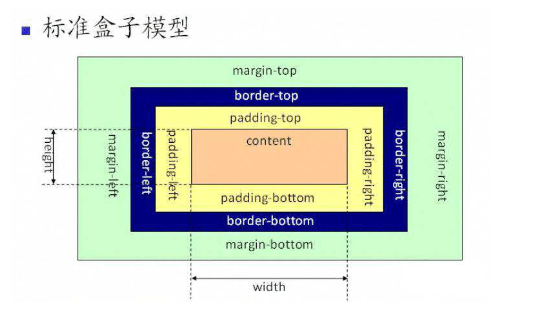 标准盒子模型
margin-top
border-top
padding-top
content
height
margin-left
border-left
padding-left
padding-right
border-right
margin-right
padding-bottom
border-bottom
margin-bottom
width